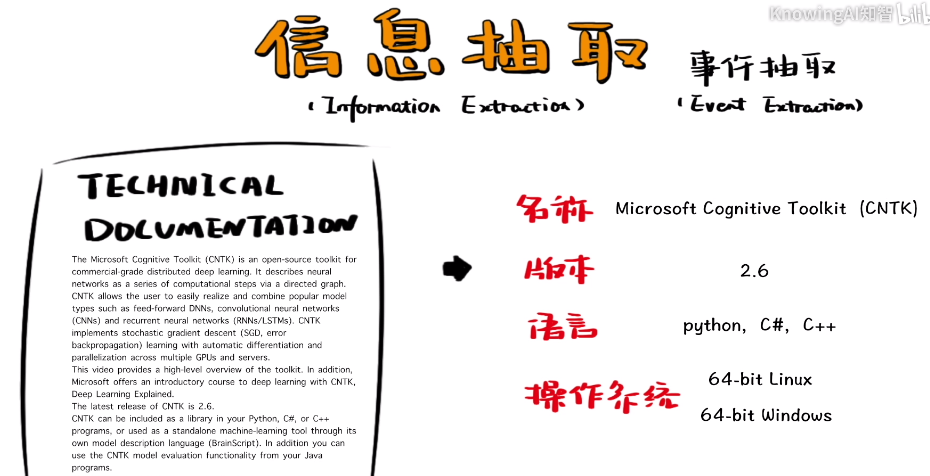 KnowingAI知智 bilibili
信息抽取
(Information Extraction)
事件抽取
(Event Extraction)
TECHNICAL
DOCUMENTATION
The Microsoft Cognitive Toolkit (CNTK) is an open-source toolkit for
commercial-grade distributed deep learning. It describes neural
networks as a series of computational steps via a directed graph.
CNTK allows the user to easily realize and combine popular model
types such as feed-forward DNNs, convolutional neural networks
(CNNs) and recurrent neural networks (RNNs/LSTMs). CNTK
implements stochastic gradient descent (SGD, error
backpropagation) learning with automatic differentiation and
parallelization across multiple GPUs and servers.
This video provides a high-level overview of the toolkit. In addition,
Microsoft offers an introductory course to deep learning with CNTK,
Deep Learning Explained.
The latest release of CNTK is 2.6.
CNTK can be included as a library in your Python, C#, or C++
programs, or used as a standalone machine-learning tool through its
own model description language (BrainScript). In addition you can
use the CNTK model evaluation functionality from your Java
programs.
名称 Microsoft Cognitive Toolkit (CNTK)
版本 2.6
语言 python, C#, C++
操作系统 64-bit Linux
64-bit Windows